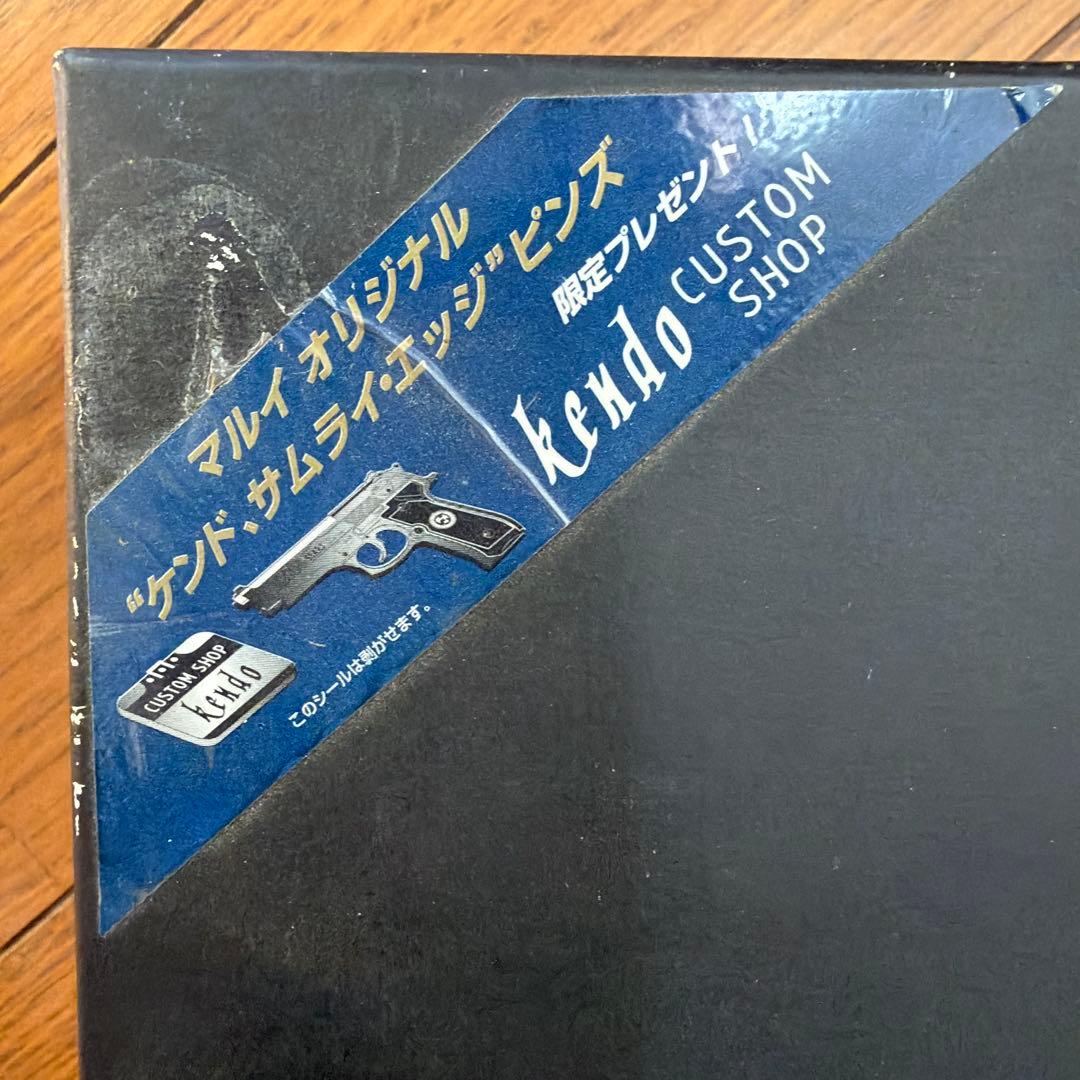 マルイ オリジナル
“ケンド、サムライ・エッジ”ピンズ
限定プレゼント!
kendo CUSTOM
SHOP
CUSTOM SHOP
kendo
このシールは剥がせます。